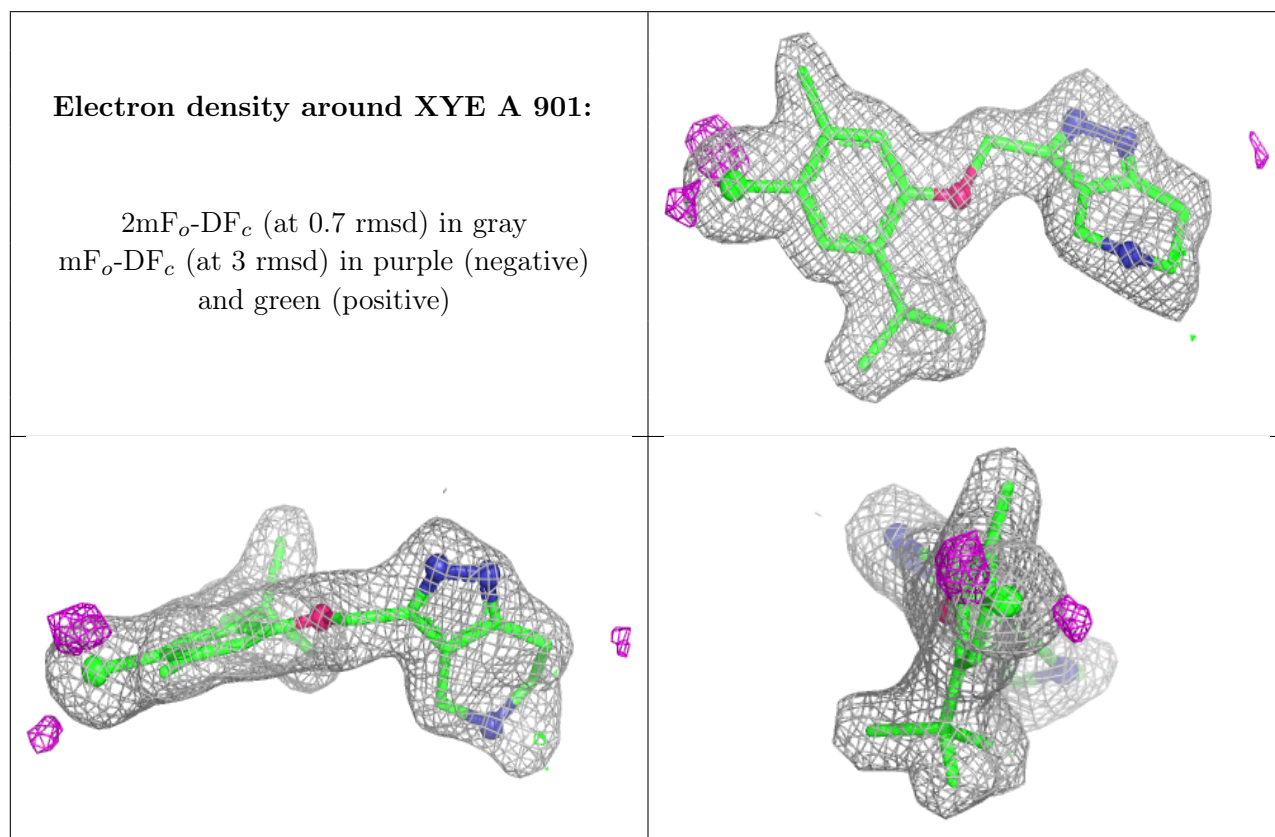 Electron density around XYE A 901:
2mFo-DFc (at 0.7 rmsd) in gray
mFo-DFc (at 3 rmsd) in purple (negative)
and green (positive)